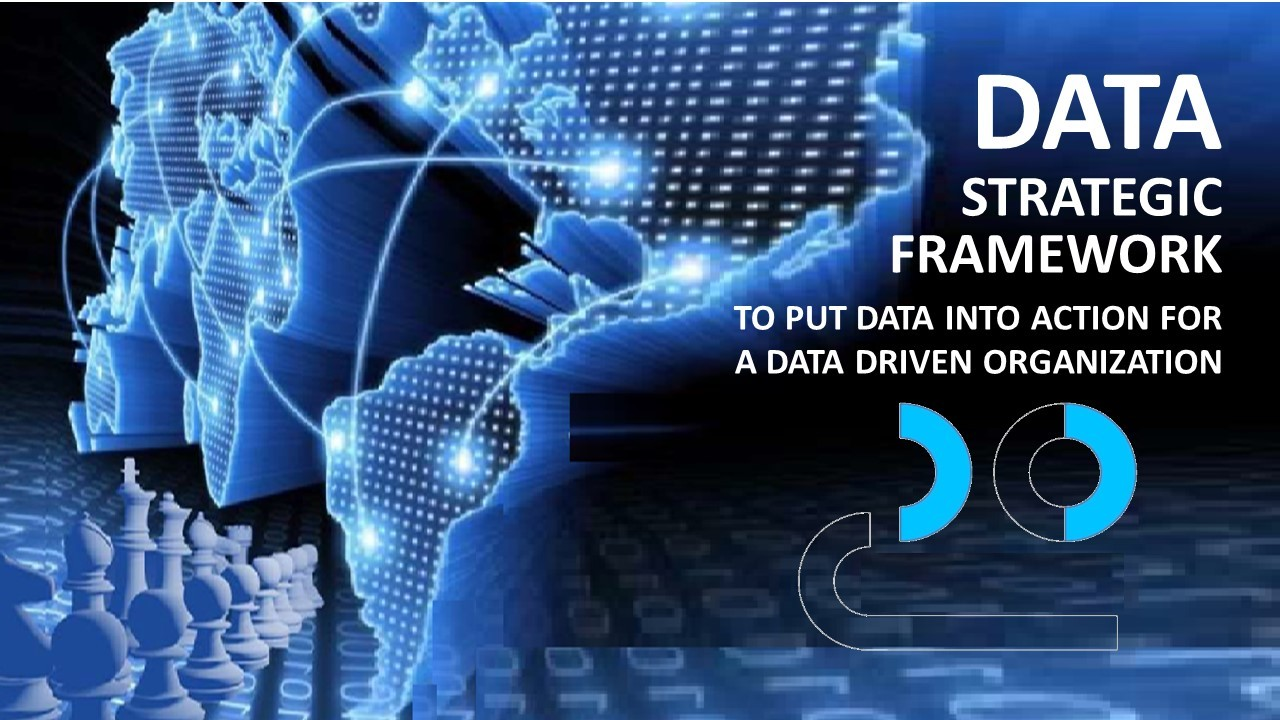 DATA
STRATEGIC
FRAMEWORK
TO PUT DATA INTO ACTION FOR
A DATA DRIVEN ORGANIZATION